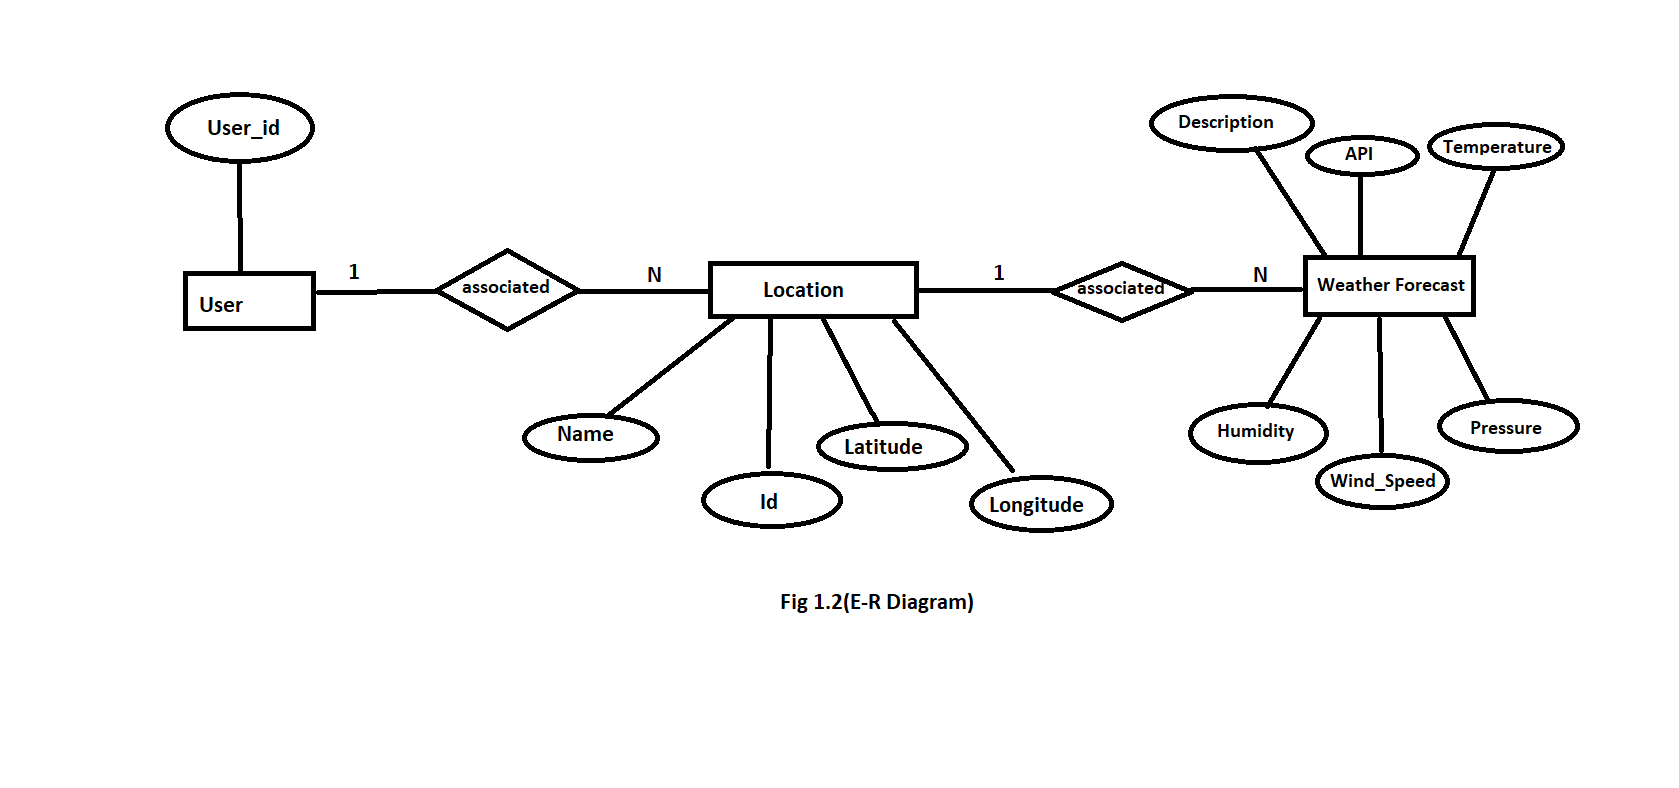 User_id
Description
API
Temperature
User
1
associated
N
Location
1
associated
N
Weather Forecast
Name
Id
Latitude
Longitude
Humidity
Wind_Speed
Pressure
Fig 1.2(E-R Diagram)